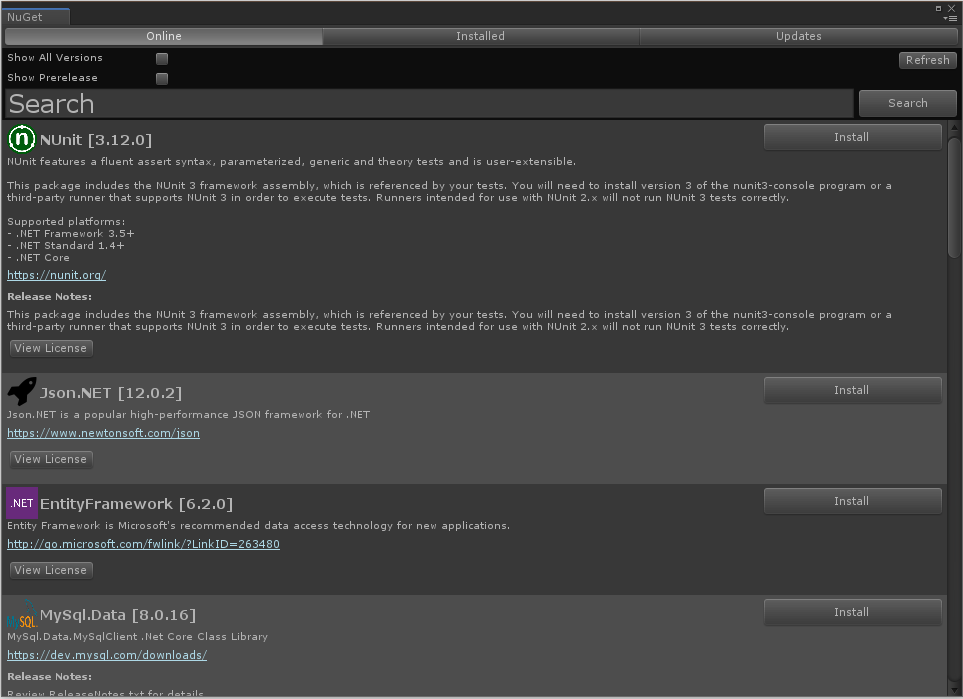 NuGet
Online Installed Updates
Show All Versions
Refresh
Show Prerelease
Search Search
n NUnit [3.12.0] Install
NUnit features a fluent assert syntax, parameterized, generic and theory tests and is user-extensible.
This package includes the NUnit 3 framework assembly, which is referenced by your tests. You will need to install version 3 of the nunit3-console program or a
third-party runner that supports NUnit 3 in order to execute tests. Runners intended for use with NUnit 2.x will not run NUnit 3 tests correctly.
Supported platforms:
- .NET Framework 3.5+
- .NET Standard 1.4+
- .NET Core
https://nunit.org/
Release Notes:
This package includes the NUnit 3 framework assembly, which is referenced by your tests. You will need to install version 3 of the nunit3-console program or a
third-party runner that supports NUnit 3 in order to execute tests. Runners intended for use with NUnit 2.x will not run NUnit 3 tests correctly.
View License
Json.NET [12.0.2] Install
Json.NET is a popular high-performance JSON framework for .NET
https://www.newtonsoft.com/json
View License
.NET EntityFramework [6.2.0] Install
Entity Framework is Microsoft's recommended data access technology for new applications.
http://go.microsoft.com/fwlink/?LinkID=263480
View License
MySQL. MySql.Data [8.0.16] Install
MySql.Data.MySqlClient .Net Core Class Library
https://dev.mysql.com/downloads/
Release Notes:
Review ReleaseNotes.txt for details